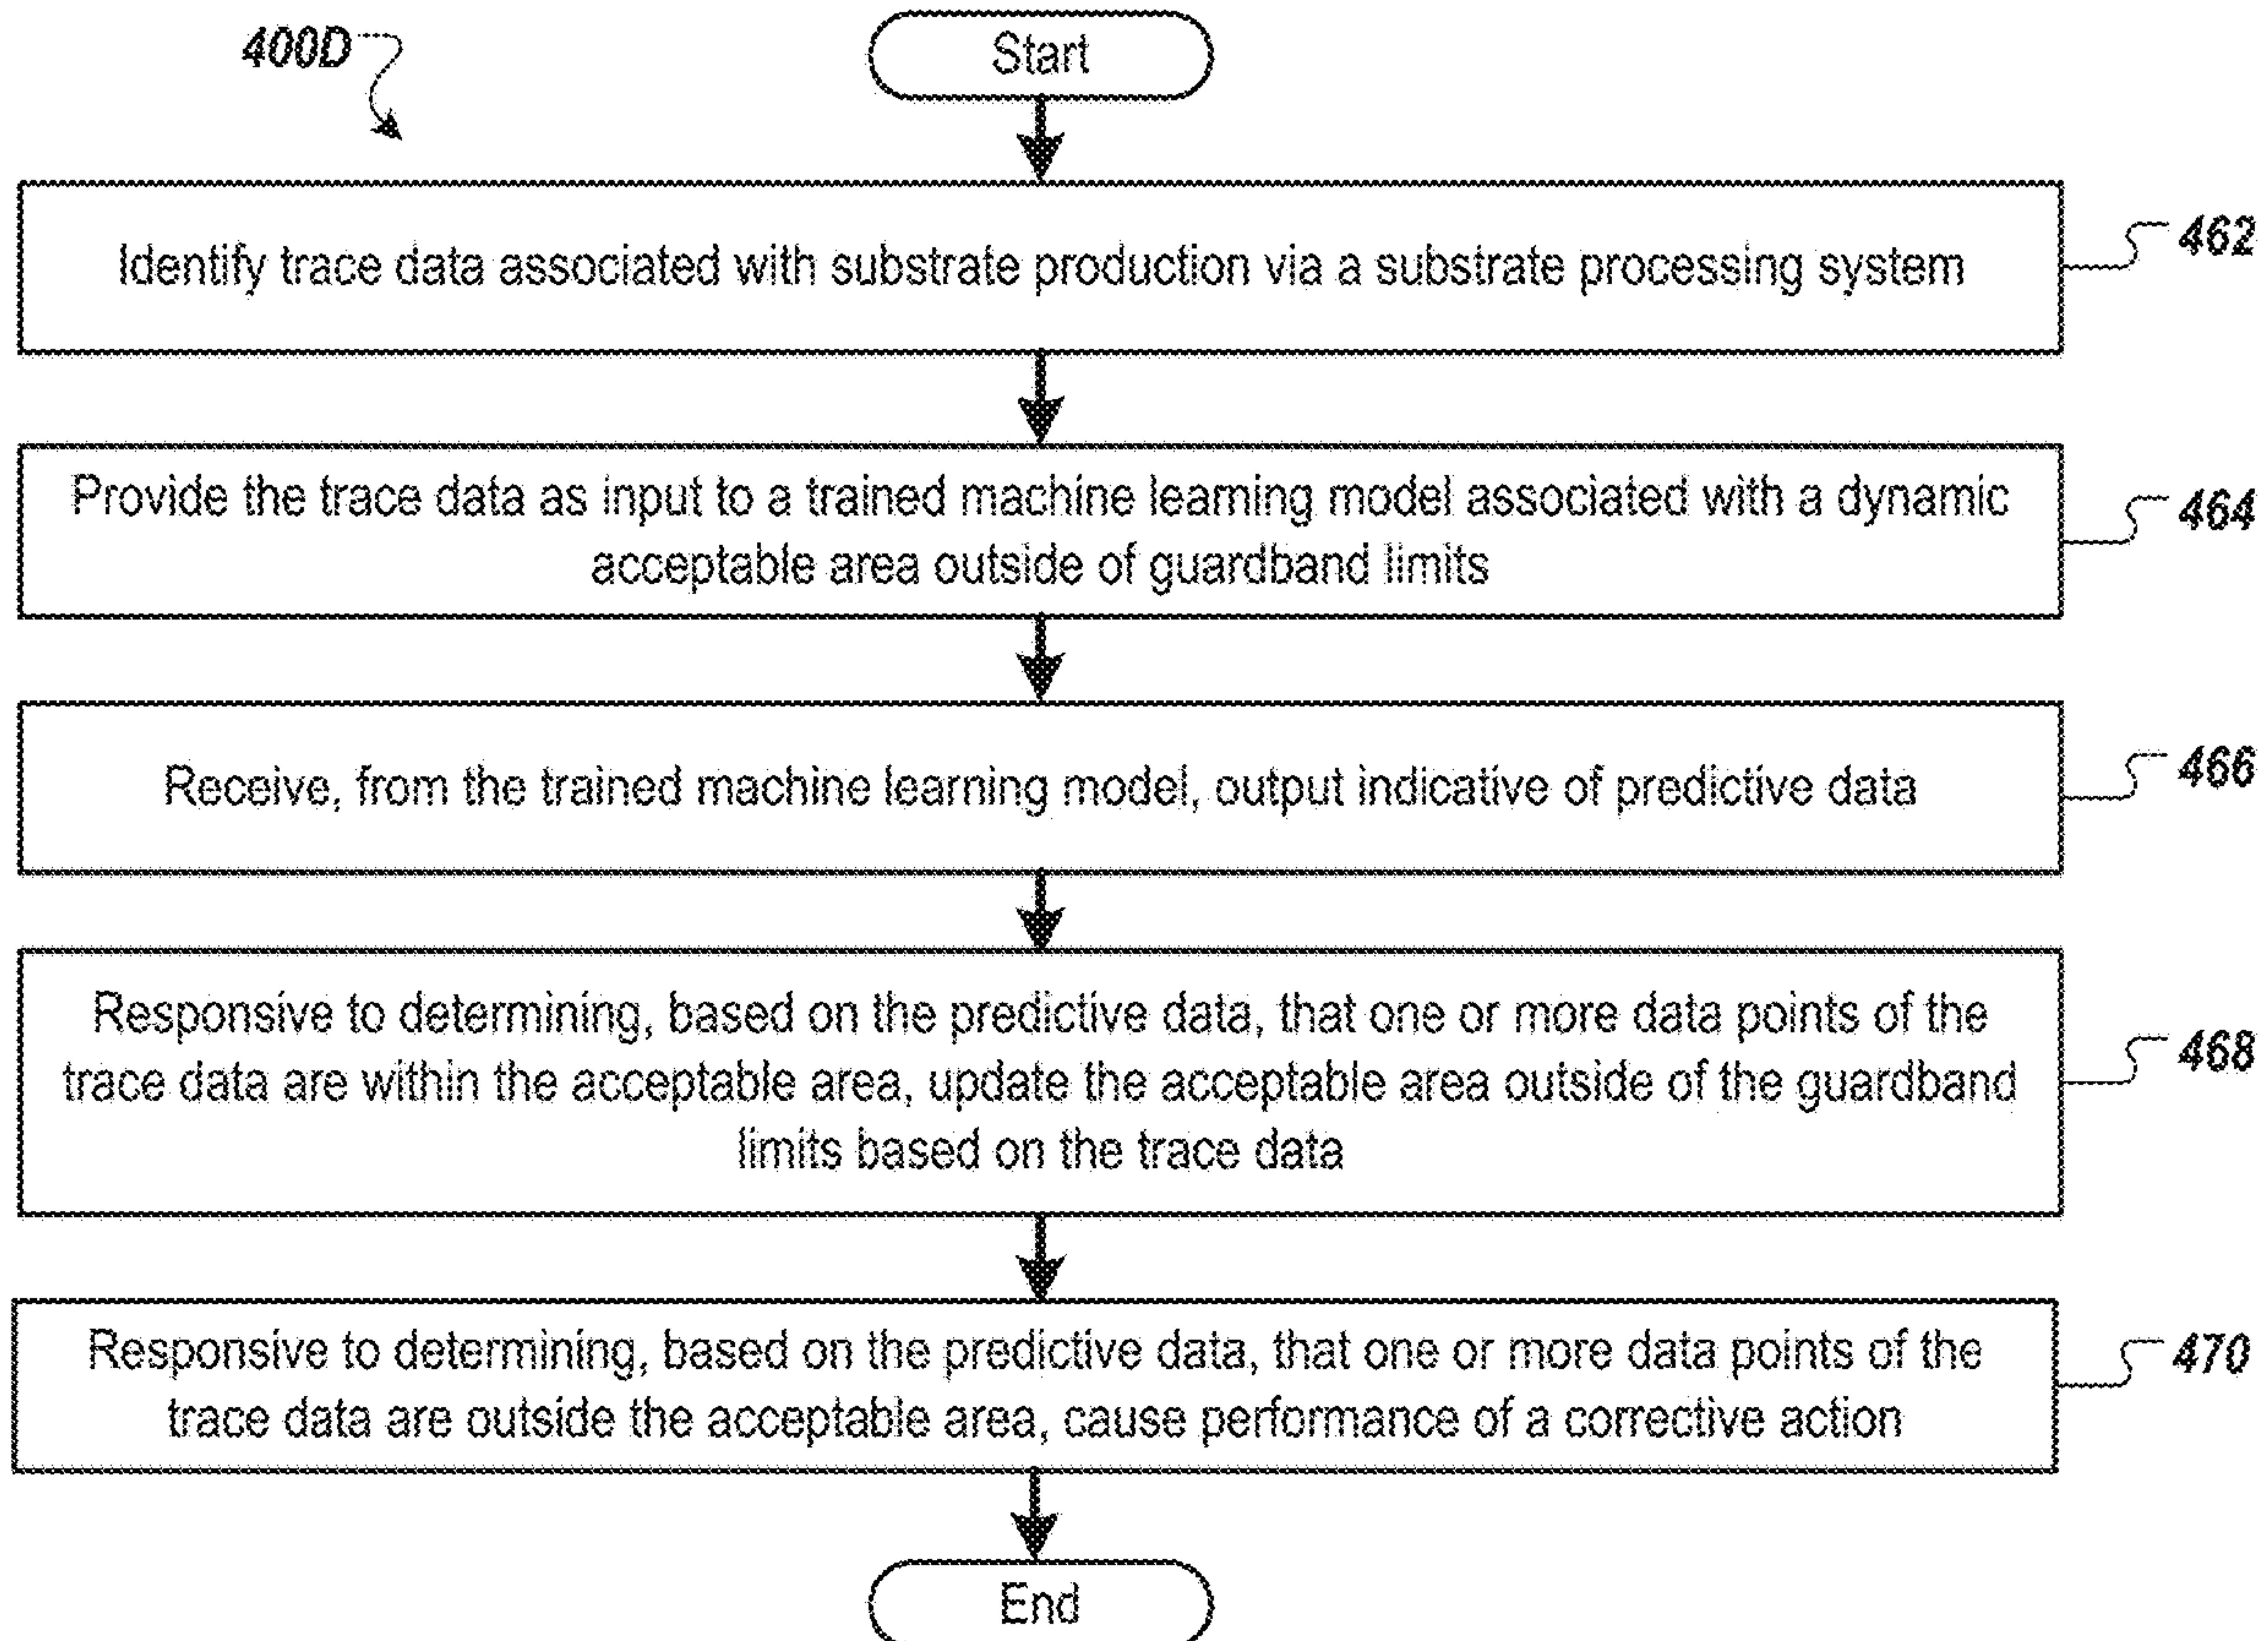 400D
Start
Identify trace data associated with substrate production via a substrate processing system
462
Provide the trace data as input to a trained machine learning model associated with a dynamic
acceptable area outside of guardband limits
464
Receive, from the trained machine learning model, output indicative of predictive data
466
Responsive to determining, based on the predictive data, that one or more data points of the
trace data are within the acceptable area, update the acceptable area outside of the guardband
limits based on the trace data
468
Responsive to determining, based on the predictive data, that one or more data points of the
trace data are outside the acceptable area, cause performance of a corrective action
470
End